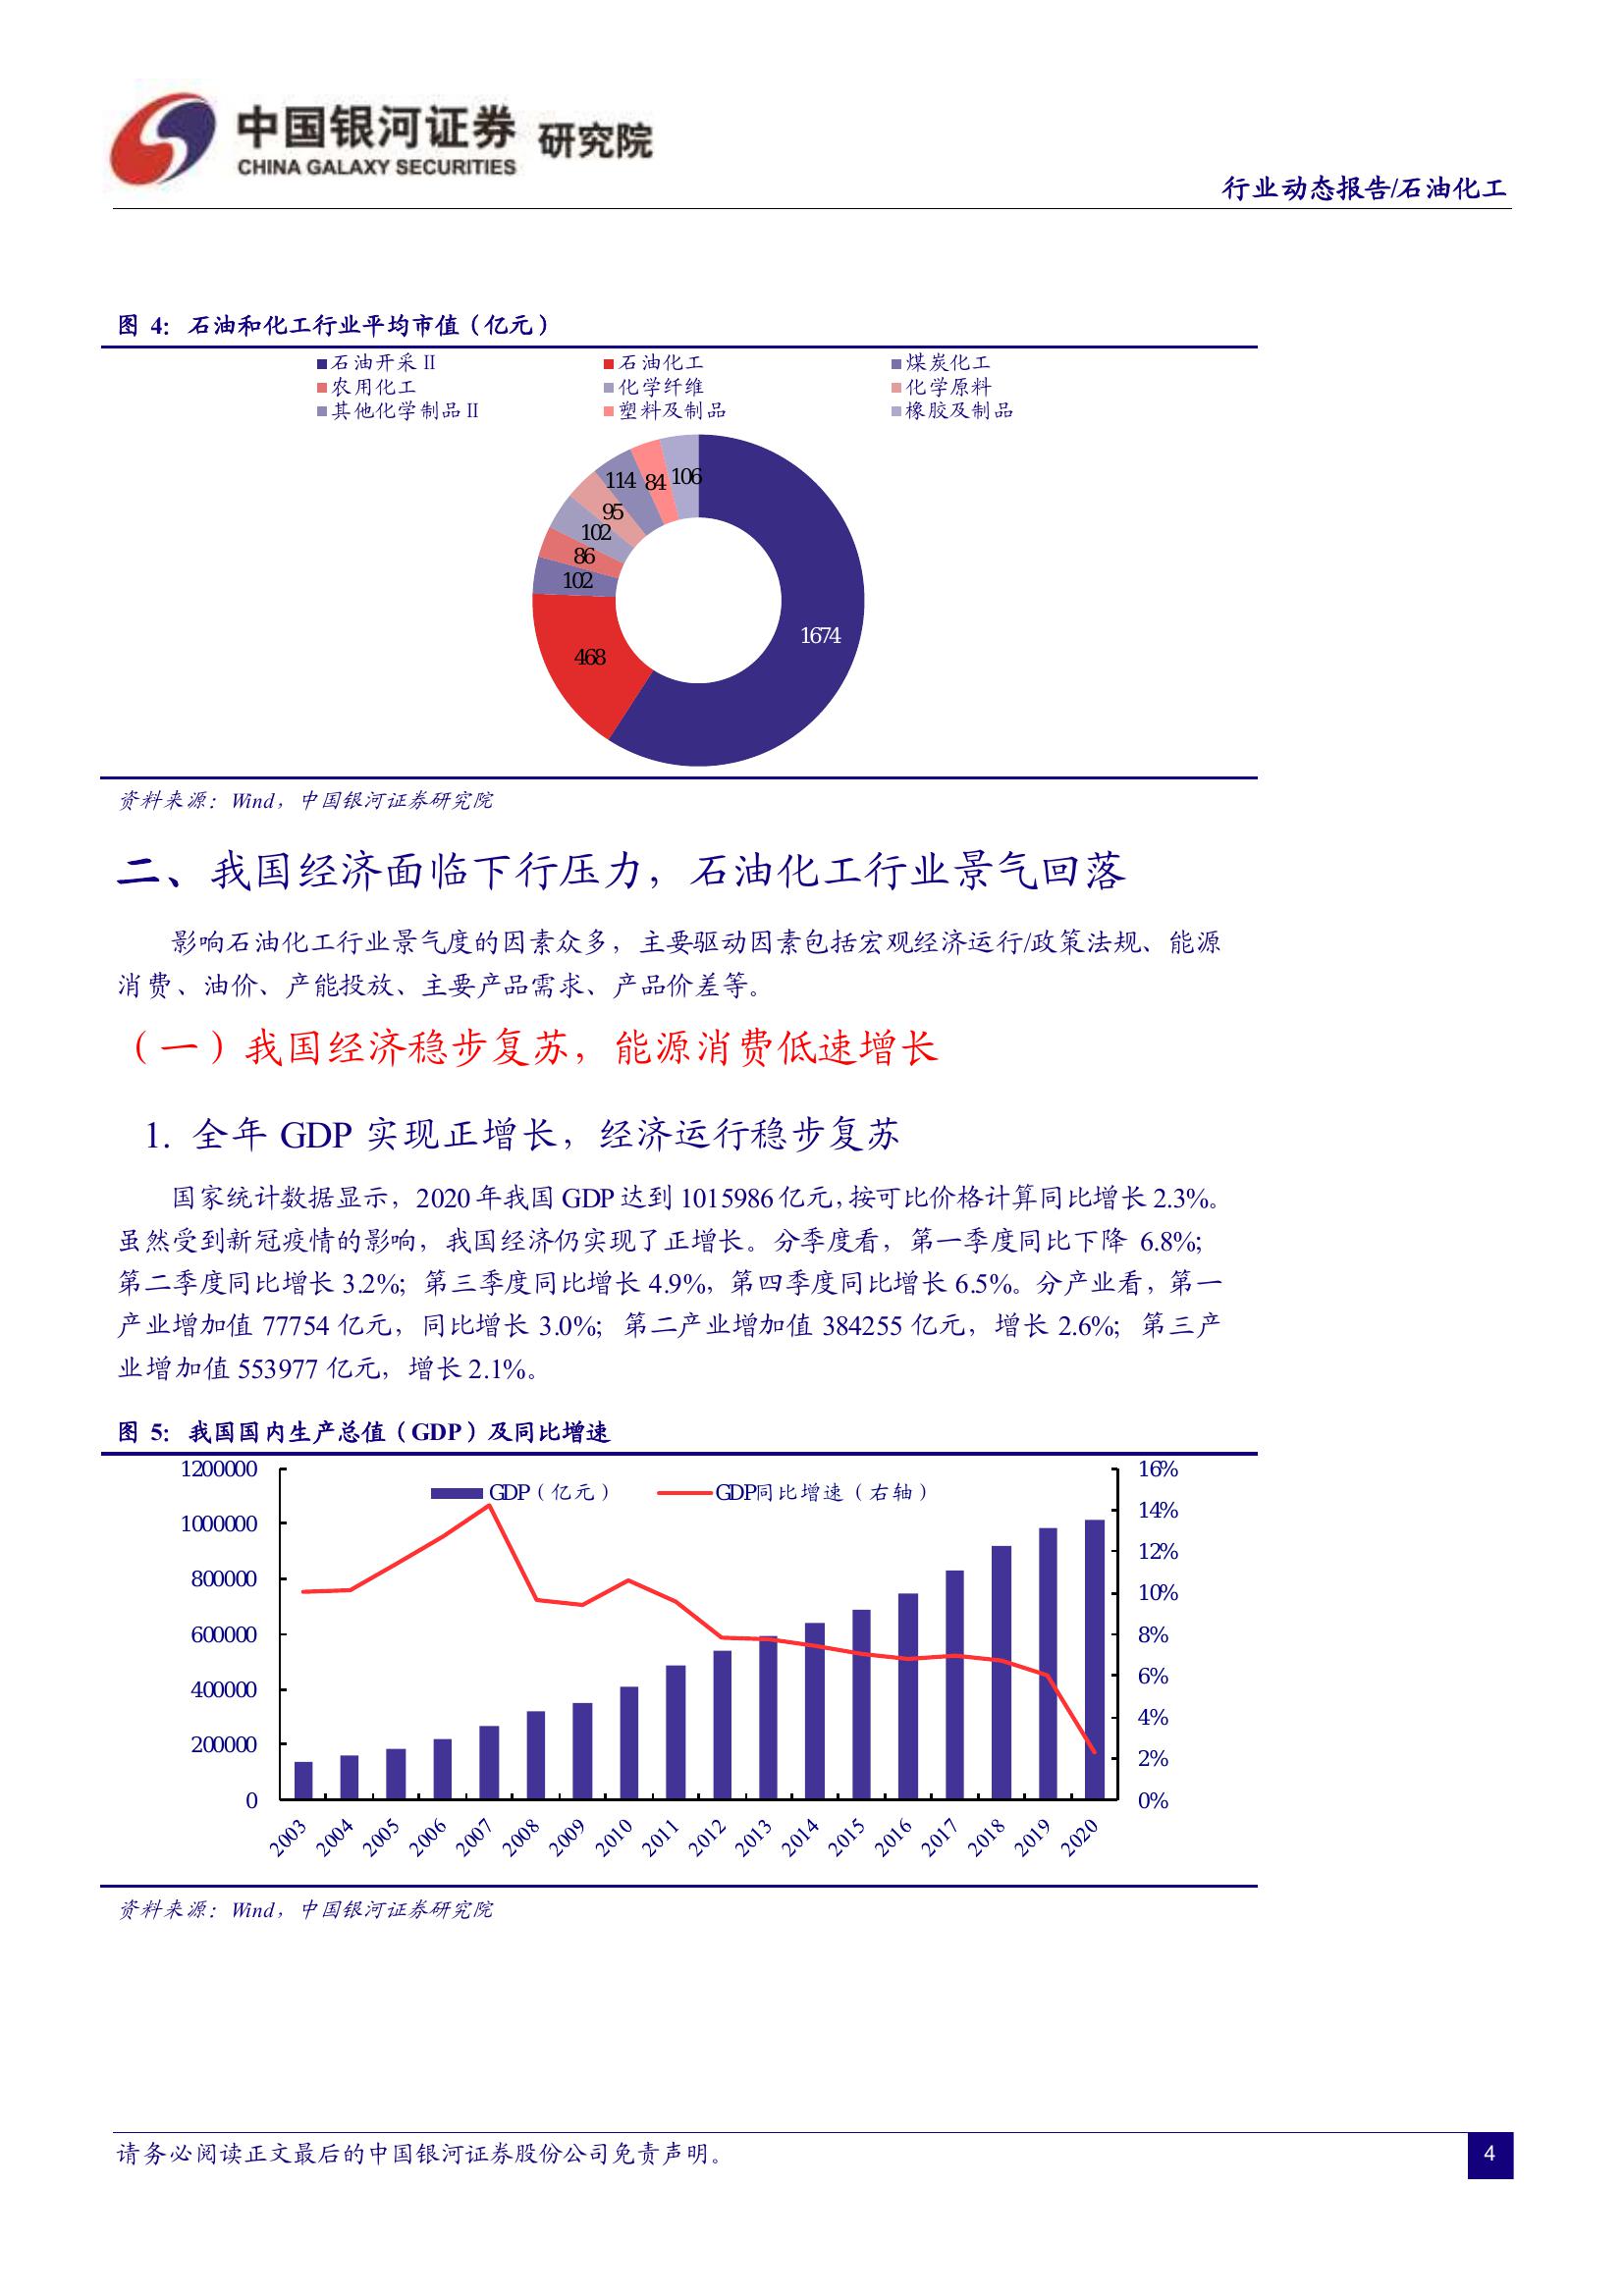 中国银河证券 研究院
CHINA GALAXY SECURITIES
行业动态报告/石油化工
图 4：石油和化工行业平均市值（亿元）
石油开采 II 石油化工 煤炭化工
农用化工 化学纤维 化学原料
其他化学制品 II 塑料及制品 橡胶及制品
114 84 106
95
102
86
102
1674
468
资料来源：Wind，中国银河证券研究院
二、我国经济面临下行压力，石油化工行业景气回落
影响石油化工行业景气度的因素众多，主要驱动因素包括宏观经济运行/政策法规、能源
消费、油价、产能投放、主要产品需求、产品价差等。
（一）我国经济稳步复苏，能源消费低速增长
1. 全年 GDP 实现正增长，经济运行稳步复苏
国家统计数据显示，2020 年我国 GDP 达到 1015986 亿元，按可比价格计算同比增长 2.3%。
虽然受到新冠疫情的影响，我国经济仍实现了正增长。分季度看，第一季度同比下降 6.8%；
第二季度同比增长 3.2%；第三季度同比增长 4.9%，第四季度同比增长 6.5%。分产业看，第一
产业增加值 77754 亿元，同比增长 3.0%；第二产业增加值 384255 亿元，增长 2.6%；第三产
业增加值 553977 亿元，增长 2.1%。
图 5：我国国内生产总值（GDP）及同比增速
1200000 16%
GDP（亿元） GDP同比增速（右轴）
14%
1000000
12%
800000 10%
600000 8%
6%
400000
4%
200000 2%
0 0%
2003 2004 2005 2006 2007 2008 2009 2010 2011 2012 2013 2014 2015 2016 2017 2018 2019 2020
资料来源：Wind，中国银河证券研究院
请务必阅读正文最后的中国银河证券股份公司免责声明。
4